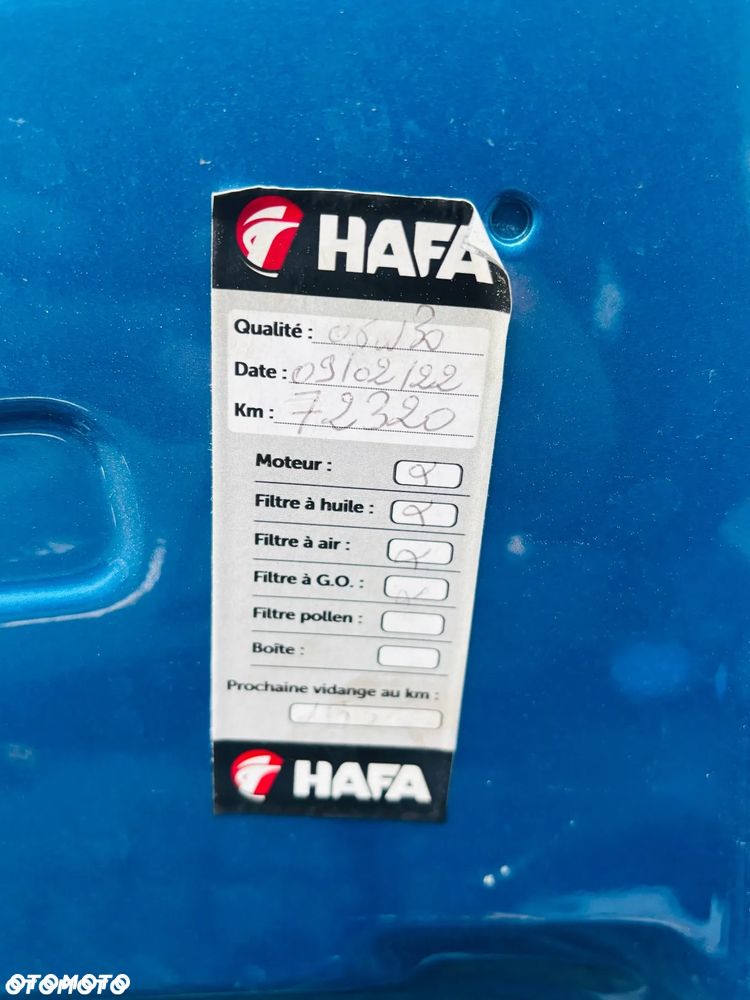 HAFA
Qualité : 0W30
Date : 09/02/22
Km : 72320
Moteur : x
Filtre à huile : x
Filtre à air : x
Filtre à G.O. : x
Filtre pollen :
Boîte :
Prochaine vidange au km :
HAFA
OTOMOTO